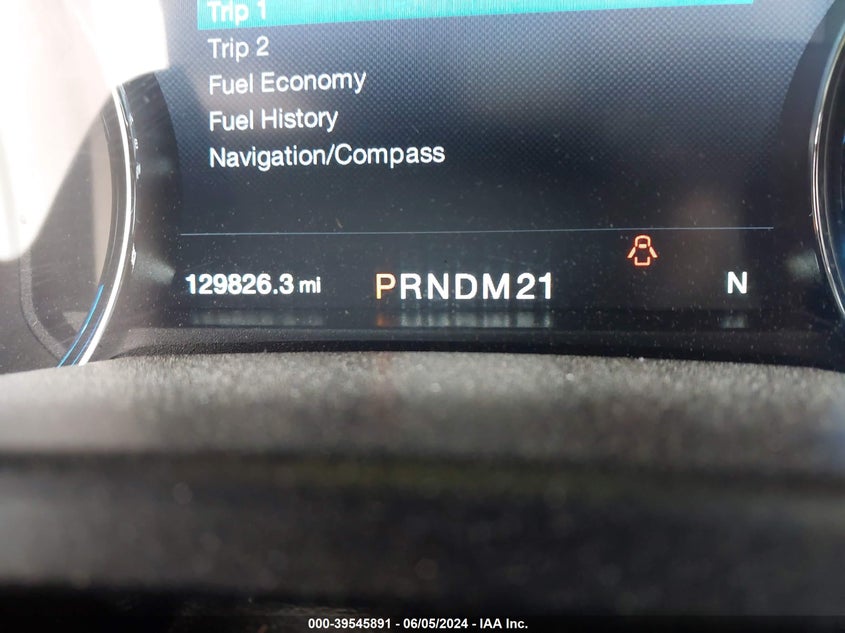 Trip 1
Trip 2
Fuel Economy
Fuel History
Navigation/Compass
129826.3 mi PRNDM21 N
000-39545891 - 06/05/2024 - IAA Inc.